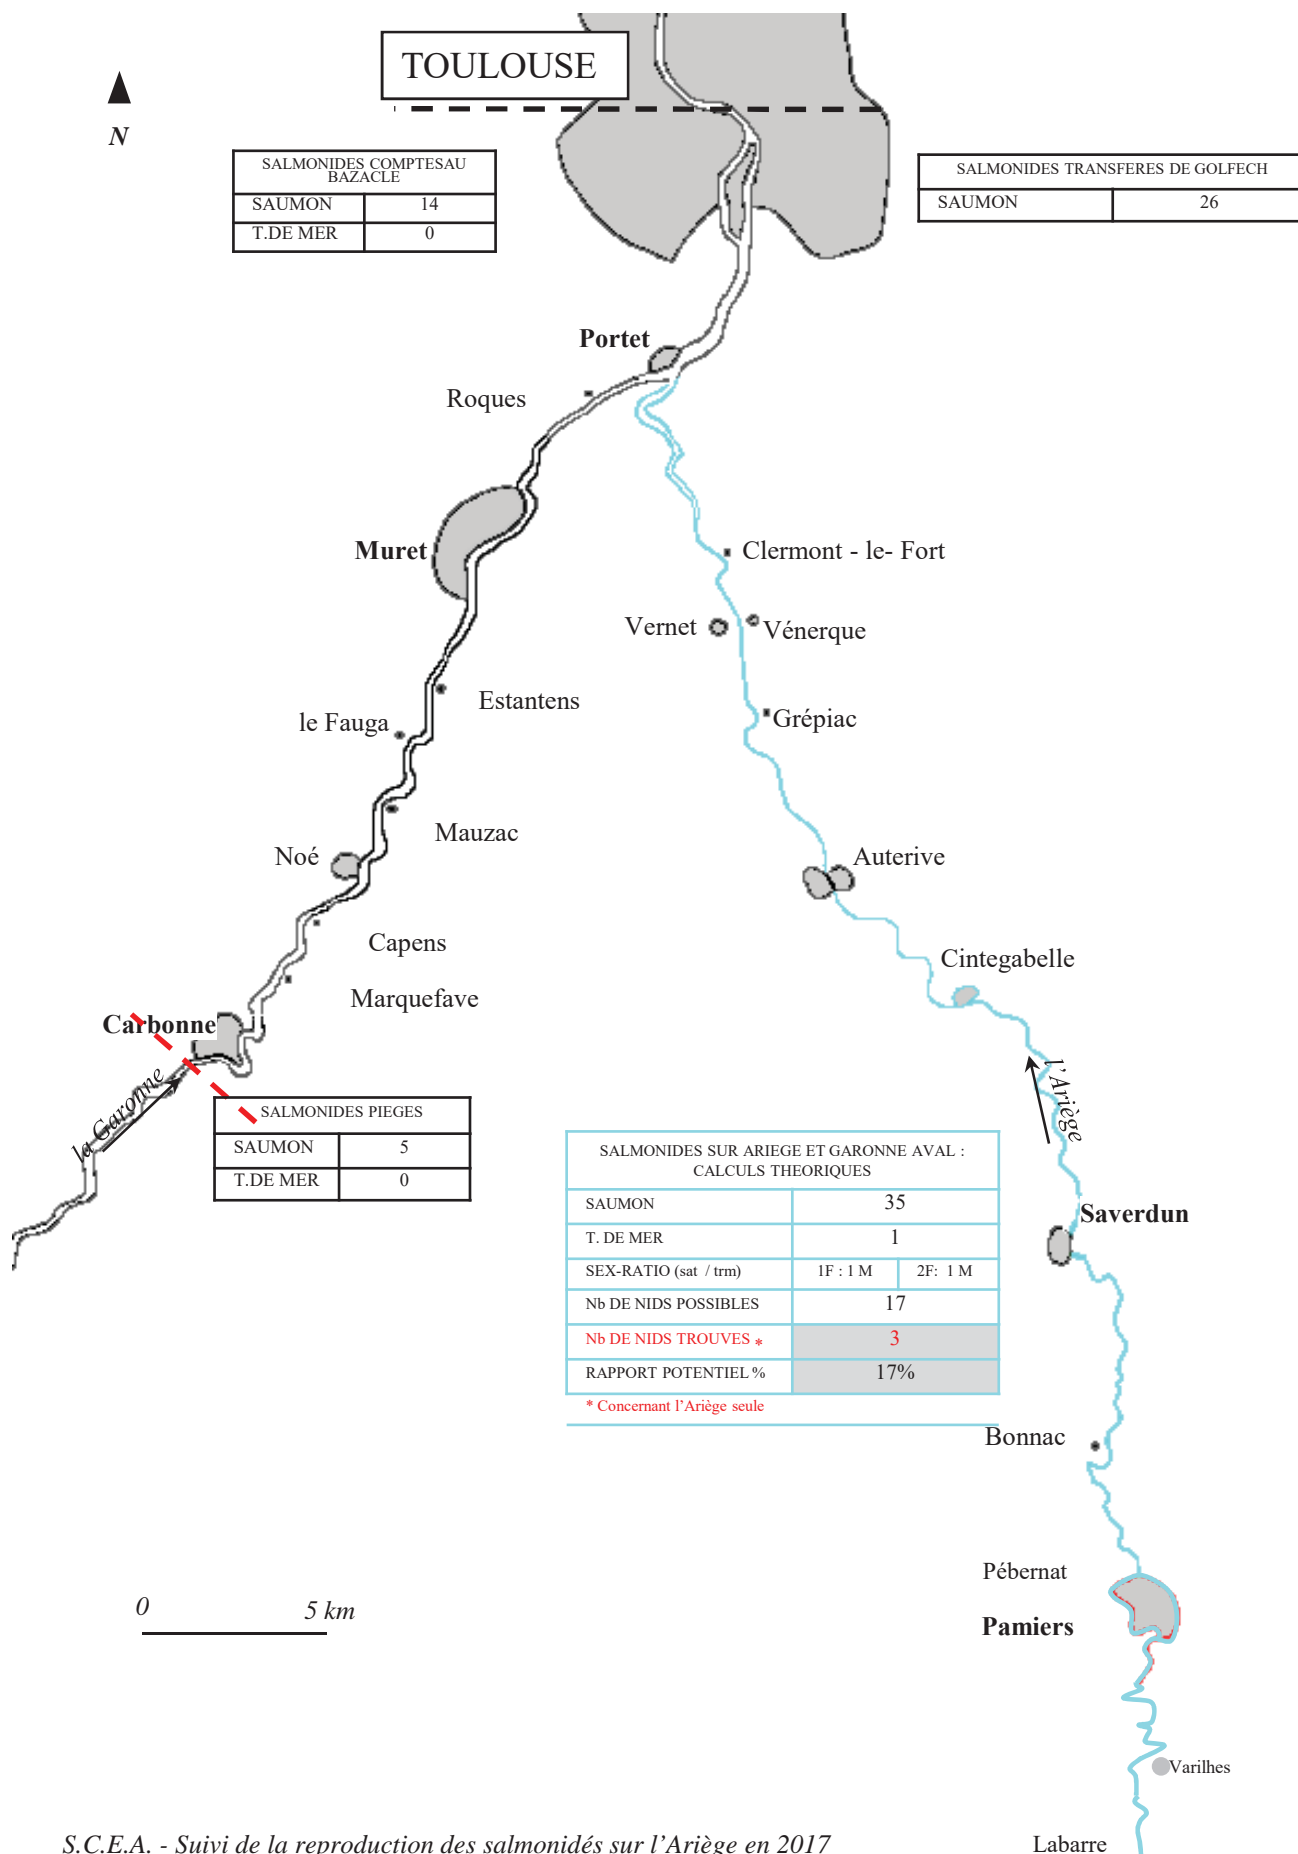 TOULOUSE
N
SALMONIDES COMPTESAU
BAZACLE
SAUMON 14
T.DE MER 0
SALMONIDES TRANSFERES DE GOLFECH
SAUMON 26
Portet
Roques
Muret
Clermont - le- Fort
Vernet
Vénerque
Estantens
le Fauga
Grépiac
Mauzac
Noé
Auterive
Capens
Cintegabelle
Marquefave
Carbonne
la Garonne
l'Ariège
SALMONIDES PIEGES
SAUMON 5
T.DE MER 0
SALMONIDES SUR ARIEGE ET GARONNE AVAL :
CALCULS THEORIQUES
SAUMON 35
T. DE MER 1
SEX-RATIO (sat / trm) 1F : 1 M 2F: 1 M
Nb DE NIDS POSSIBLES 17
Nb DE NIDS TROUVES * 3
RAPPORT POTENTIEL % 17%
* Concernant l'Ariège seule
Saverdun
Bonnac
Pébernat
Pamiers
0 5 km
Varilhes
Labarre
S.C.E.A. - Suivi de la reproduction des salmonidés sur l'Ariège en 2017